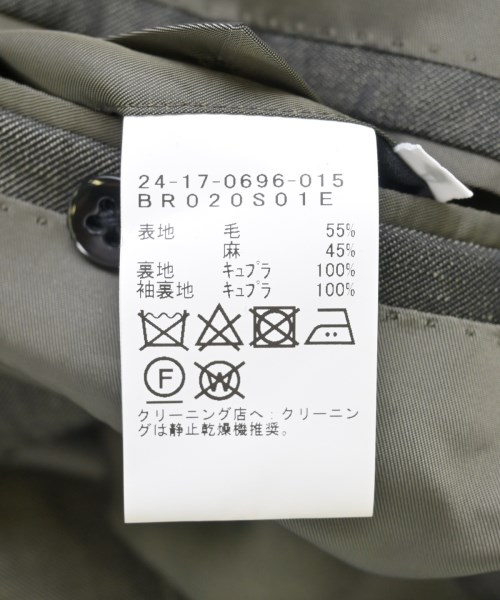 24-17-0696-015
BR020S01E
表地 毛 55%
麻 45%
裏地 キュプラ 100%
袖裏地 キュプラ 100%
F W
クリーニング店へ:クリーニン
グは静止乾燥機推奨。